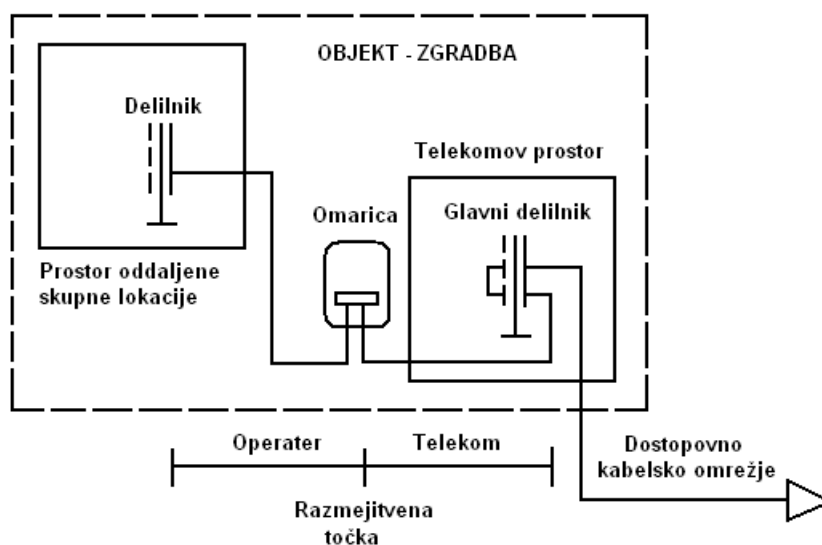 OBJEKT - ZGRADBA
Delilnik
Telekomov prostor
Omarica
Glavni delilnik
Prostor oddaljene
skupne lokacije
Operater
Telekom
Dostopovno
kabelsko omrežje
Razmejitvena
točka